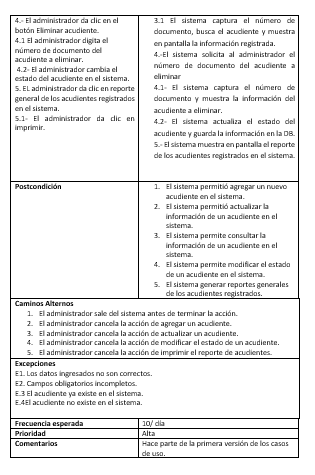 4.- El administrador da clic en el
botón Eliminar acudiente.
4.1 El administrador digita el
número de documento del
acudiente a eliminar.
4.2- El administrador cambia el
estado del acudiente en el sistema.
5. EL administrador da clic en reporte
general de los acudientes registrados
en el sistema.
5.1- El administrador da clic en
imprimir.
3.1 El sistema captura el número de
documento, busca el acudiente y muestra
en pantalla la información registrada.
4.-El sistema solicita al administrador el
número de documento del acudiente a
eliminar
4.1- El sistema captura el número de
documento y muestra la información del
acudiente a eliminar.
4.2- El sistema actualiza el estado del
acudiente y guarda la información en la DB.
5.- El sistema muestra en pantalla el reporte
de los acudientes registrados en el sistema.
Postcondición
1. El sistema permitió agregar un nuevo
acudiente en el sistema.
2. El sistema permitió actualizar la
información de un acudiente en el
sistema.
3. El sistema permite consultar la
información de un acudiente en el
sistema.
4. El sistema permite modificar el estado
de un acudiente en el sistema.
5. El sistema generar reportes generales
de los acudientes registrados.
Caminos Alternos
1. El administrador sale del sistema antes de terminar la acción.
2. El administrador cancela la acción de agregar un acudiente.
3. El administrador cancela la acción de actualizar un acudiente.
4. El administrador cancela la acción de modificar el estado de un acudiente.
5. El administrador cancela la acción de imprimir el reporte de acudientes.
Excepciones
E1. Los datos ingresados no son correctos.
E2. Campos obligatorios incompletos.
E.3 El acudiente ya existe en el sistema.
E.4El acudiente no existe en el sistema.
Frecuencia esperada
10/ día
Prioridad
Alta
Comentarios
Hace parte de la primera versión de los casos
de uso.